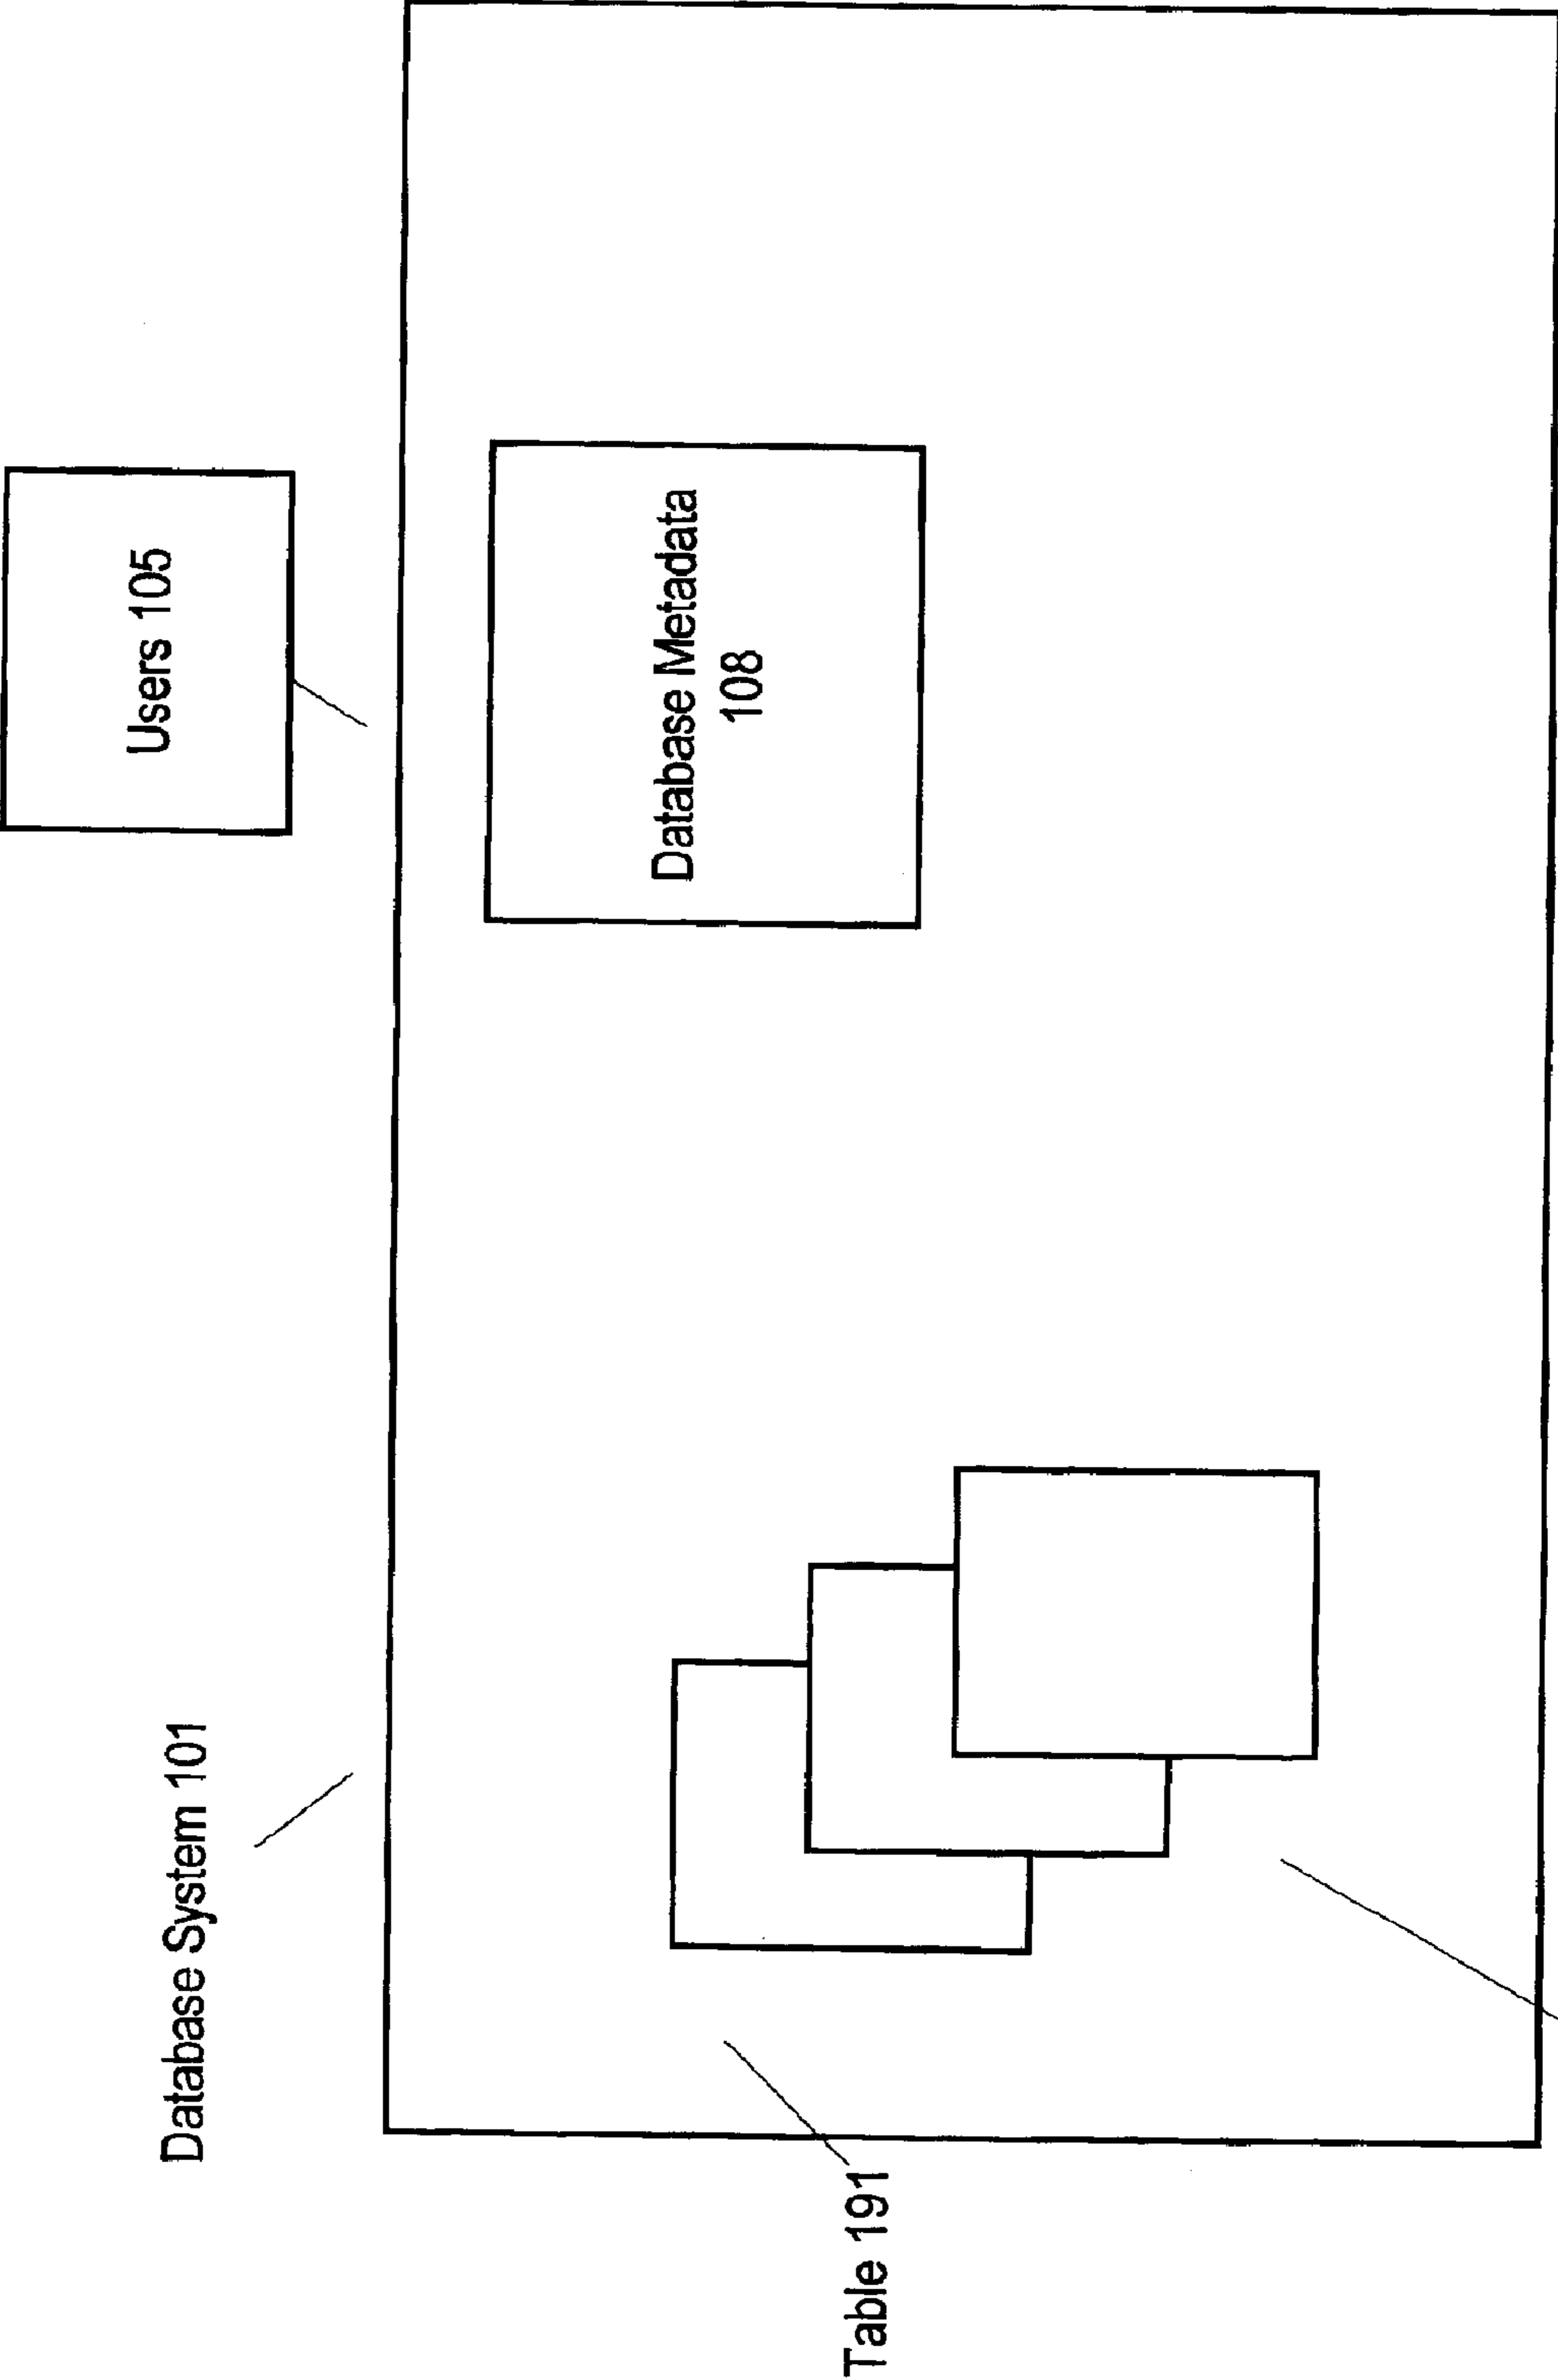 Users 105
Database System 101
Database Metadata
108
Table 191